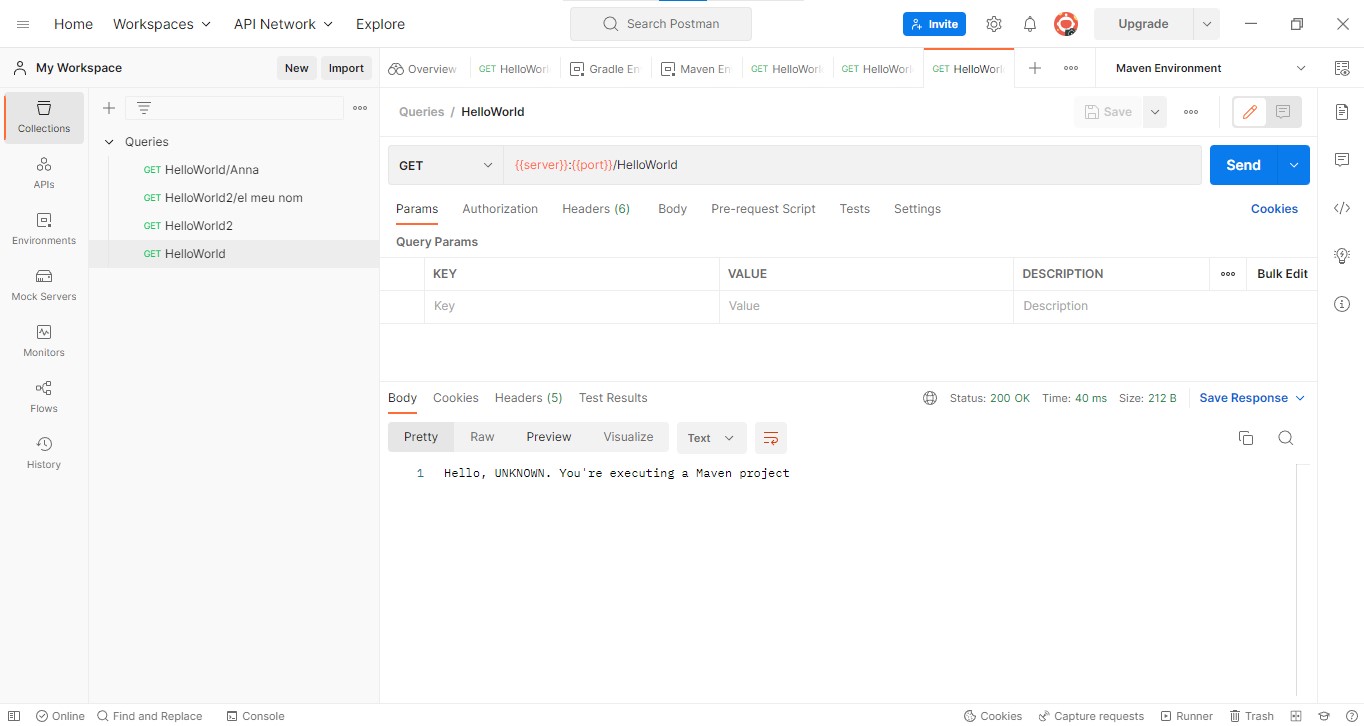 Home Workspaces API Network Explore Search Postman Invite Upgrade
My Workspace New Import Overview GET HelloWorl Gradle En Maven En GET HelloWorl GET HelloWorl GET HelloWorl Maven Environment
Collections
APIs
Environments
Mock Servers
Monitors
Flows
History
Queries
GET HelloWorld/Anna
GET HelloWorld2/el meu nom
GET HelloWorld2
GET HelloWorld
Queries / HelloWorld Save
GET {{server}}:{{port}}/HelloWorld Send
Params Authorization Headers (6) Body Pre-request Script Tests Settings Cookies
Query Params
KEY VALUE DESCRIPTION Bulk Edit
Key Value Description
Body Cookies Headers (5) Test Results Status: 200 OK Time: 40 ms Size: 212 B Save Response
Pretty Raw Preview Visualize Text
1 Hello, UNKNOWN. You're executing a Maven project
Online Find and Replace Console Cookies Capture requests Runner Trash